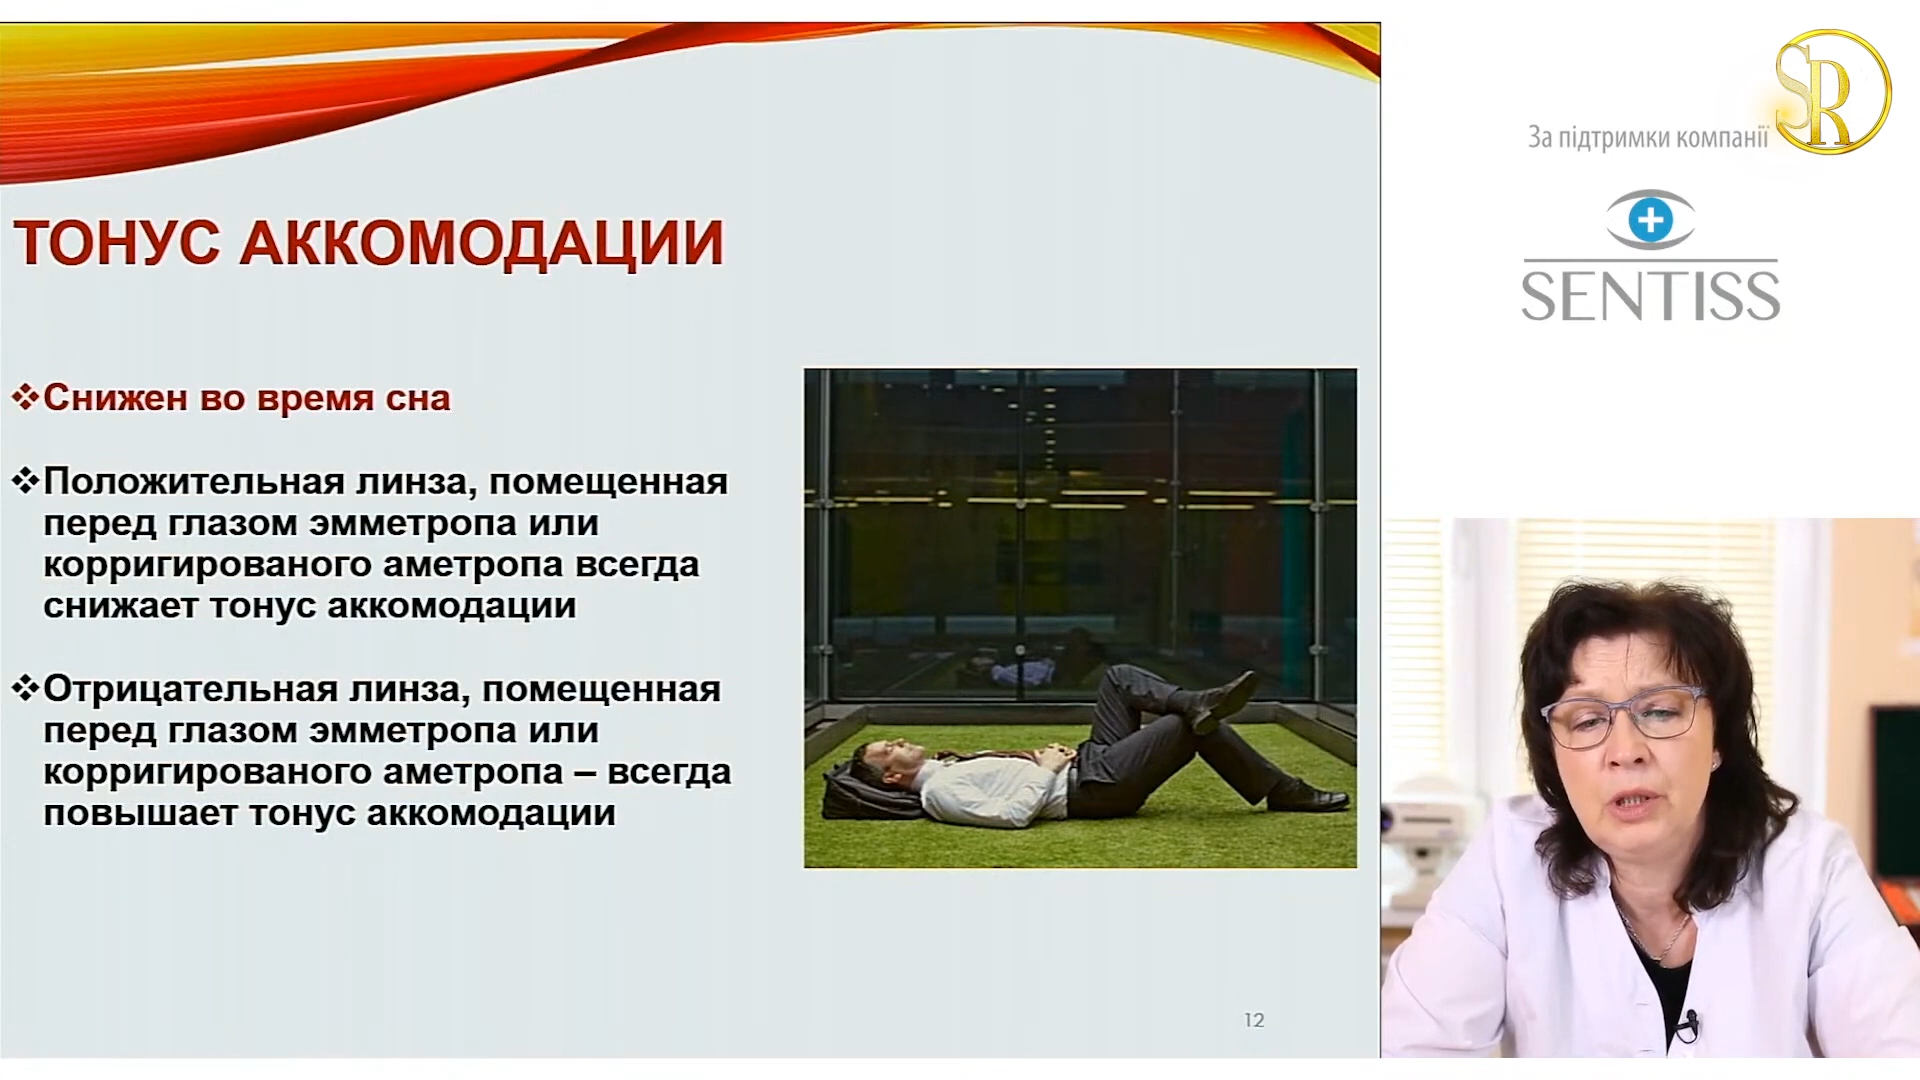 ТОНУС АККОМОДАЦИИ
❖Снижен во время сна
❖Положительная линза, помещенная
перед глазом эмметропа или
корригированого аметропа всегда
снижает тонус аккомодации
❖Отрицательная линза, помещенная
перед глазом эмметропа или
корригированого аметропа – всегда
повышает тонус аккомодации
12
SR
За підтримки компанії
SENTISS